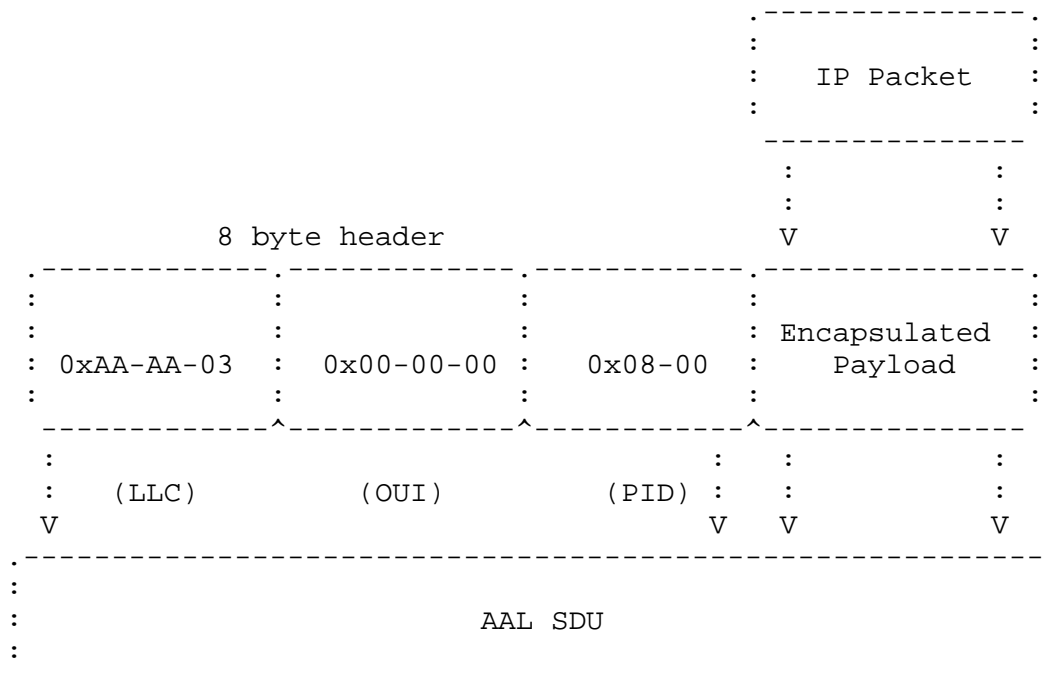 IP Packet
8 byte header V V
Encapsulated
0xAA-AA-03 0x00-00-00 0x08-00 Payload
(LLC) (OUI) (PID)
V V V V
AAL SDU